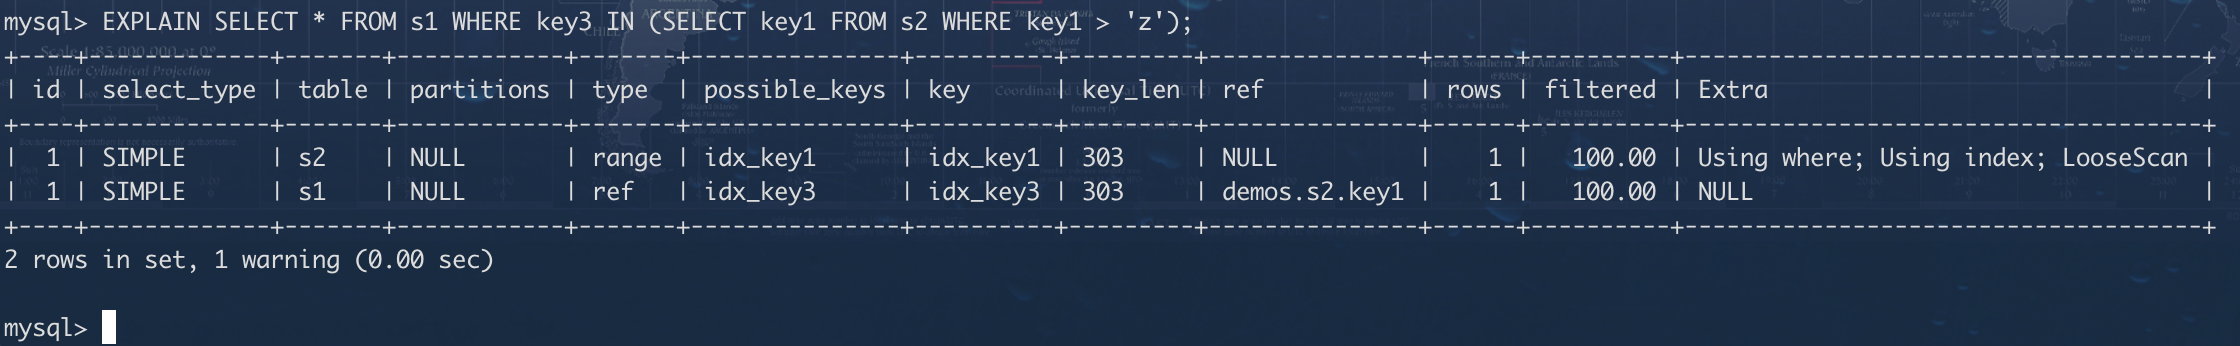 mysql> EXPLAIN SELECT * FROM s1 WHERE key3 IN (SELECT key1 FROM s2 WHERE key1 > 'z');
+----+-------------+-------+------------+-------+---------------+----------+---------+---------------+------+----------+-------------------------------------+
| id | select_type | table | partitions | type | possible_keys | key | key_len | ref | rows | filtered | Extra |
+----+-------------+-------+------------+-------+---------------+----------+---------+---------------+------+----------+-------------------------------------+
| 1 | SIMPLE | s2 | NULL | range | idx_key1 | idx_key1 | 303 | NULL | 1 | 100.00 | Using where; Using index; LooseScan |
| 1 | SIMPLE | s1 | NULL | ref | idx_key3 | idx_key3 | 303 | demos.s2.key1 | 1 | 100.00 | NULL |
+----+-------------+-------+------------+-------+---------------+----------+---------+---------------+------+----------+-------------------------------------+
2 rows in set, 1 warning (0.00 sec)
mysql>